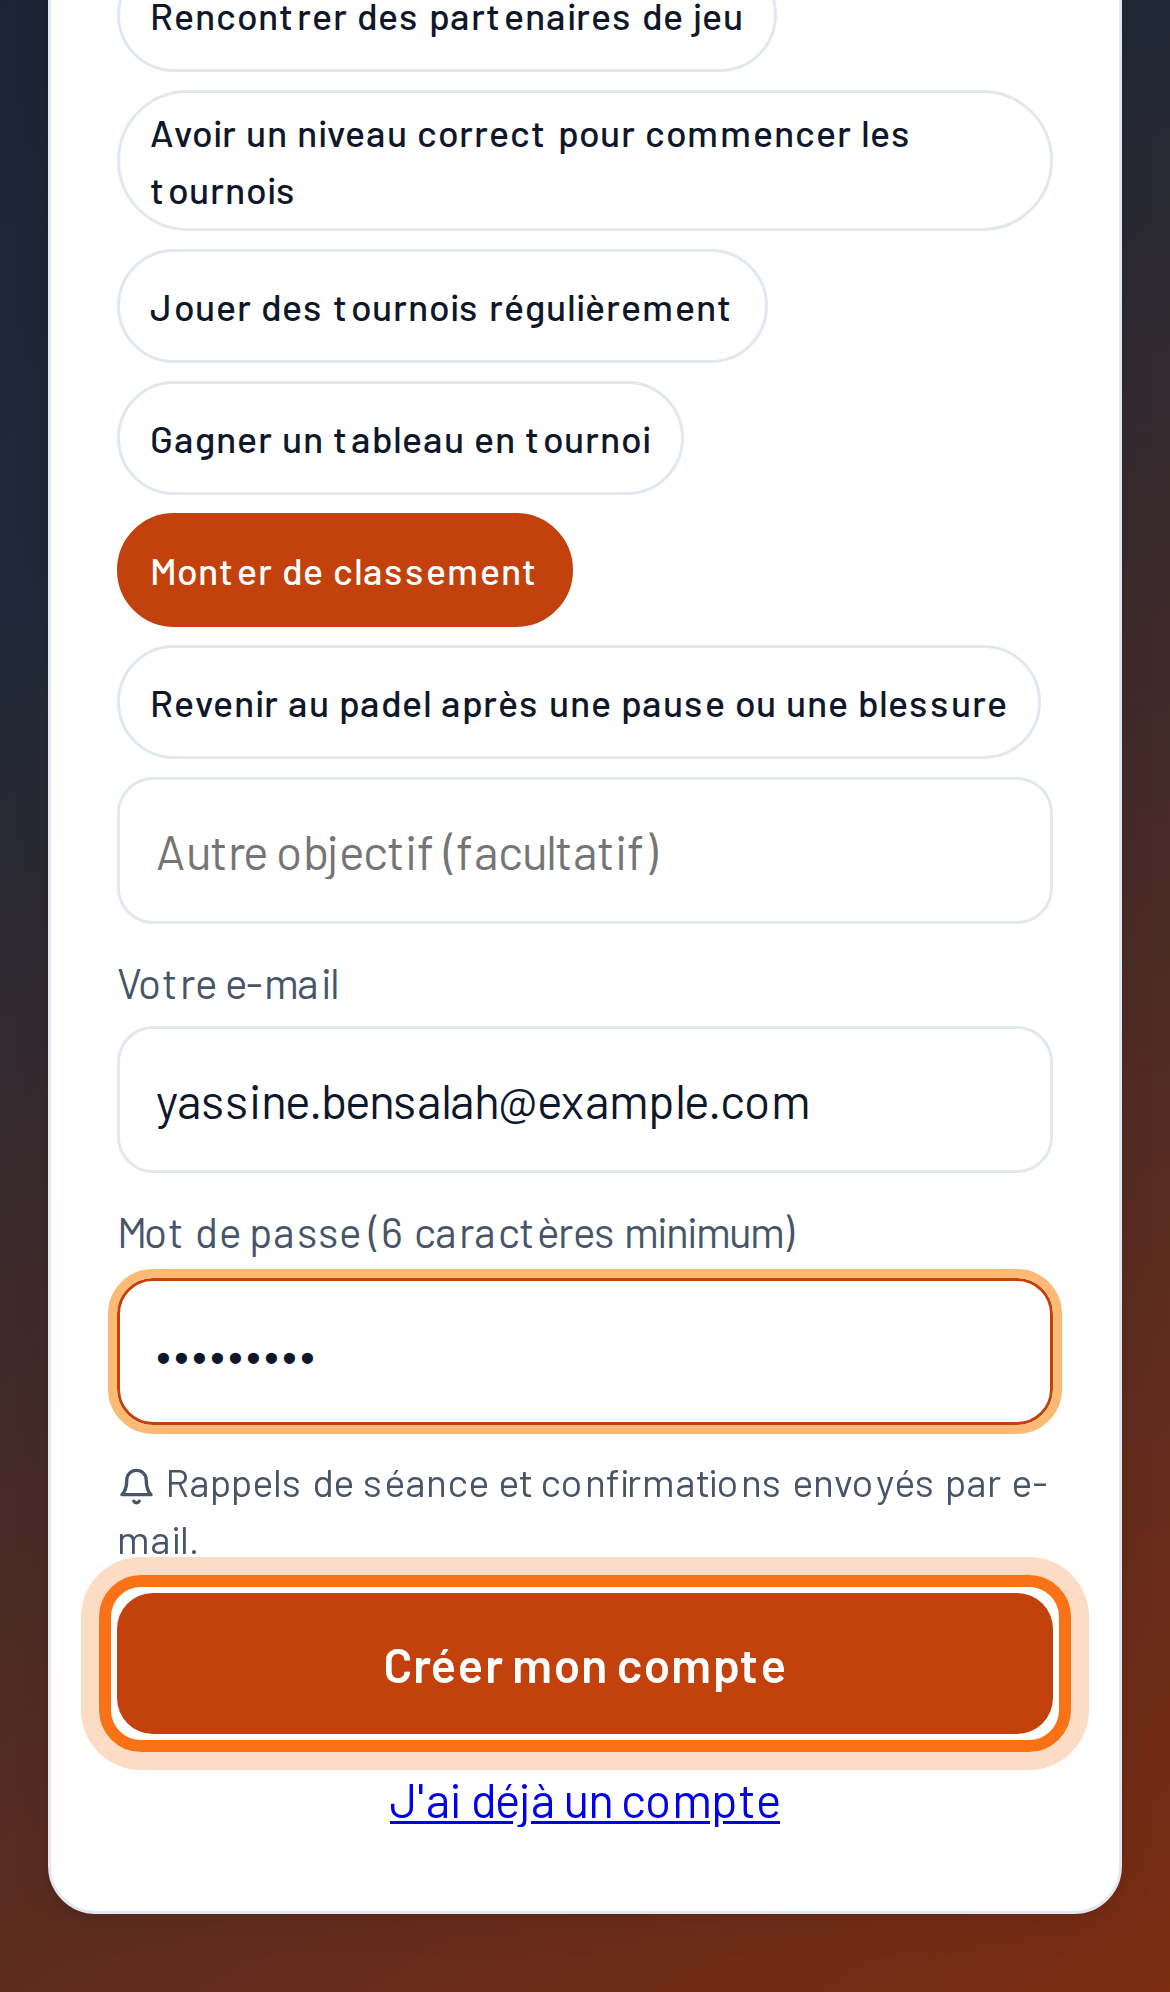 Rencontrer des partenaires de jeu
Avoir un niveau correct pour commencer les
tournois
Jouer des tournois régulièrement
Gagner un tableau en tournoi
Monter de classement
Revenir au padel après une pause ou une blessure
Autre objectif (facultatif)
Votre e-mail
yassine.bensalah@example.com
Mot de passe (6 caractères minimum)
•••••••••
Rappels de séance et confirmations envoyés par e-
mail.
Créer mon compte
J'ai déjà un compte